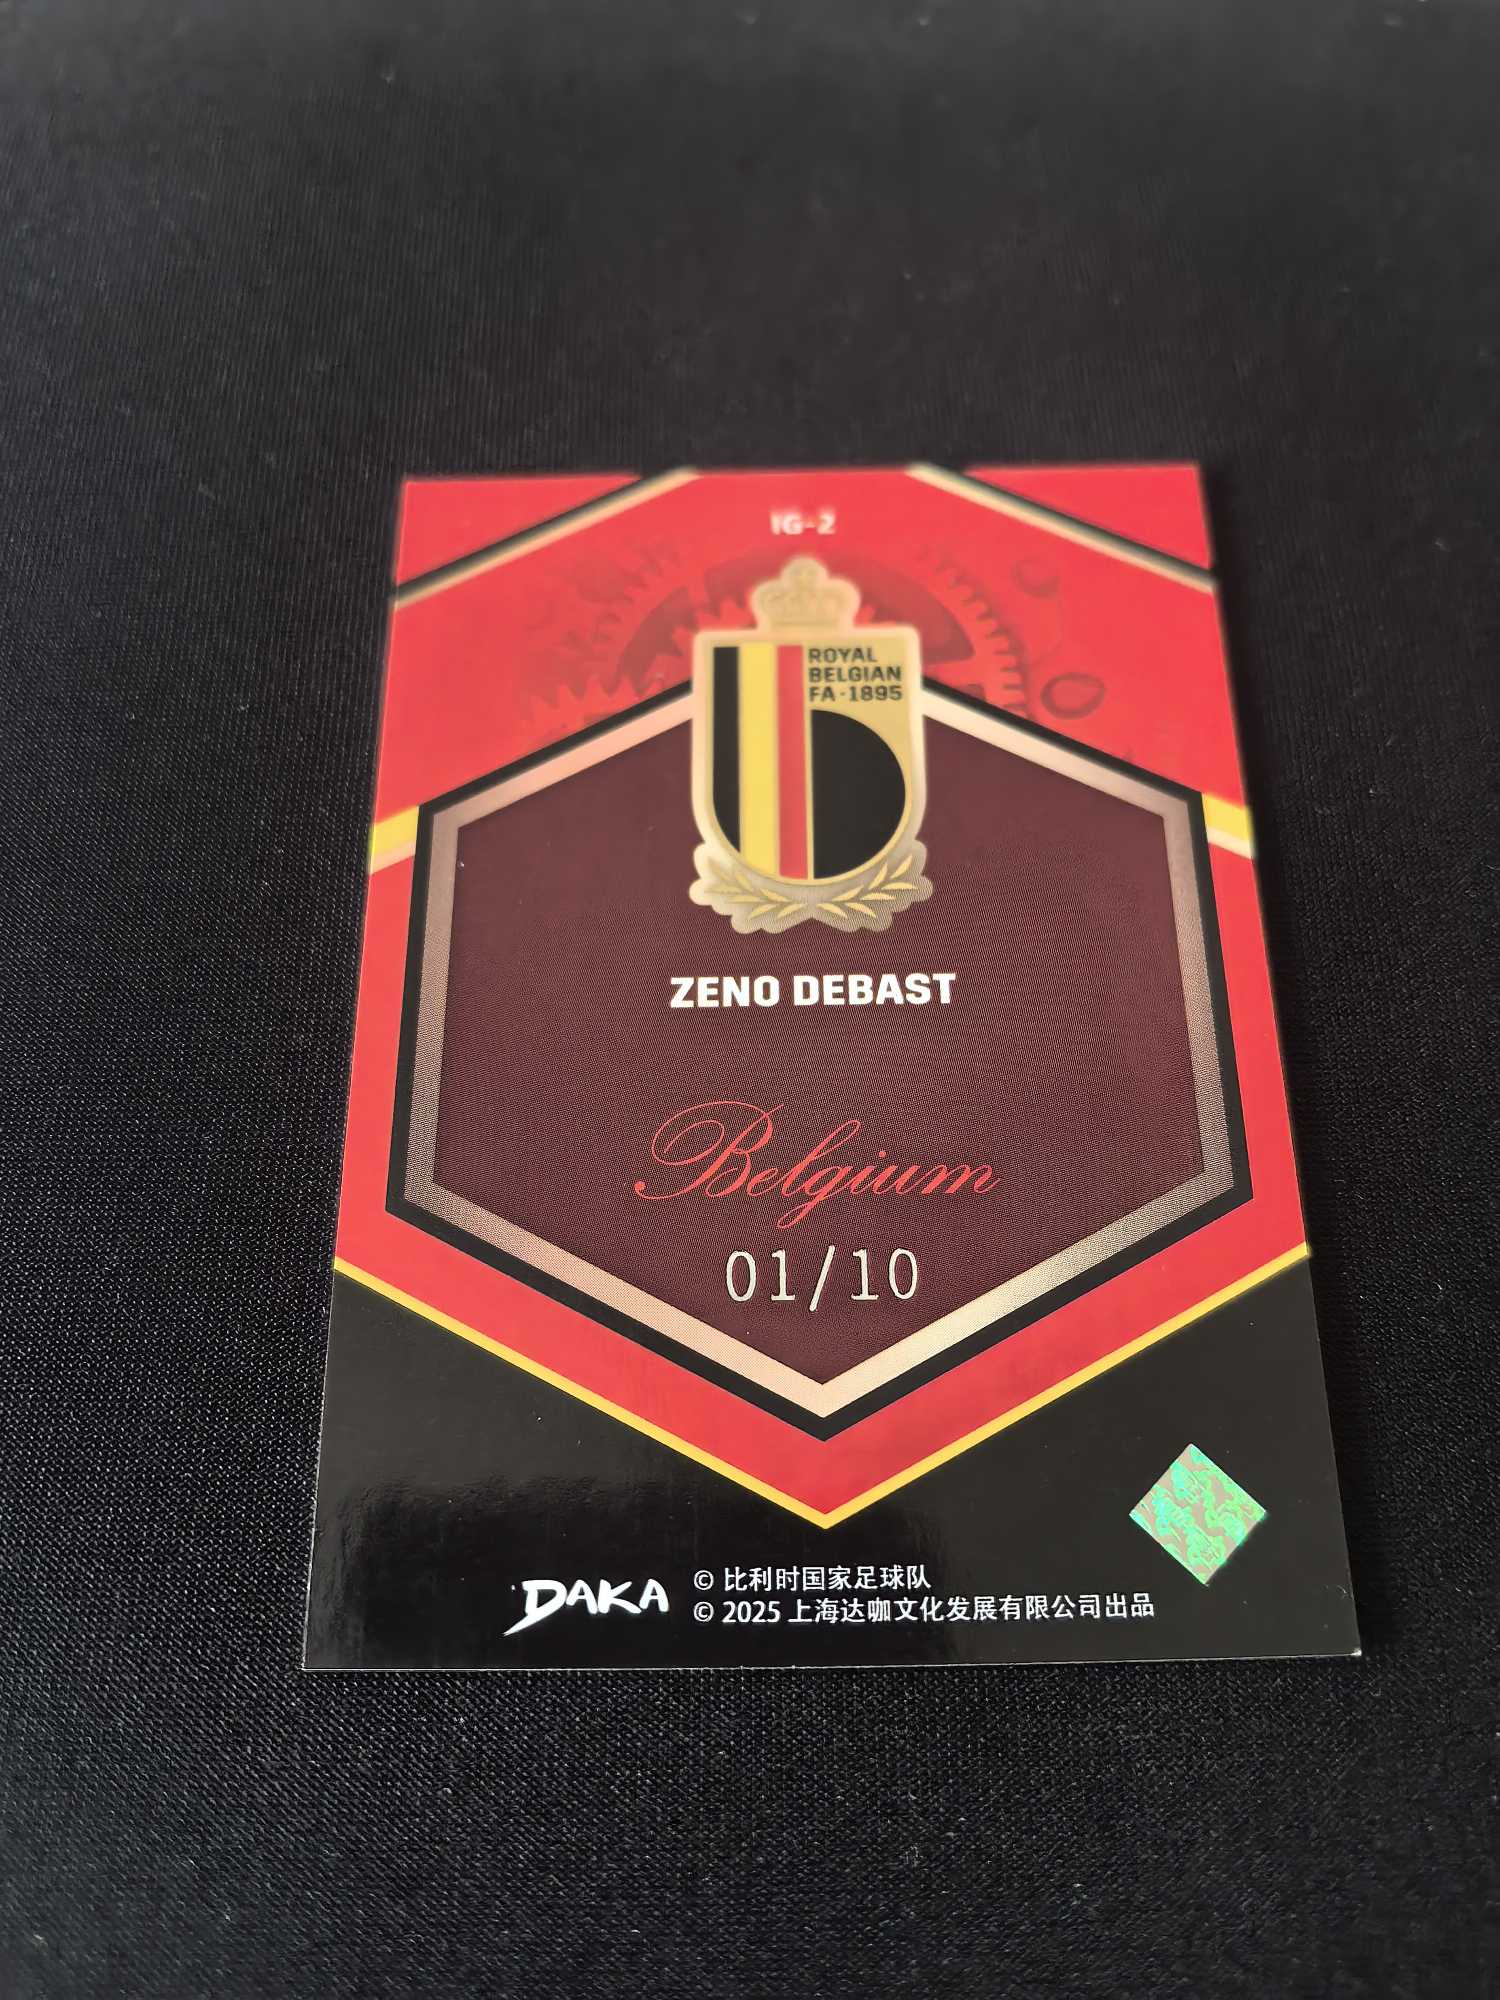 IG-2
ROYAL
BELGIAN
FA·1895
ZENO DEBAST
Belgium
01/10
DAKA
© 比利时国家足球队
© 2025 上海达咖文化发展有限公司出品